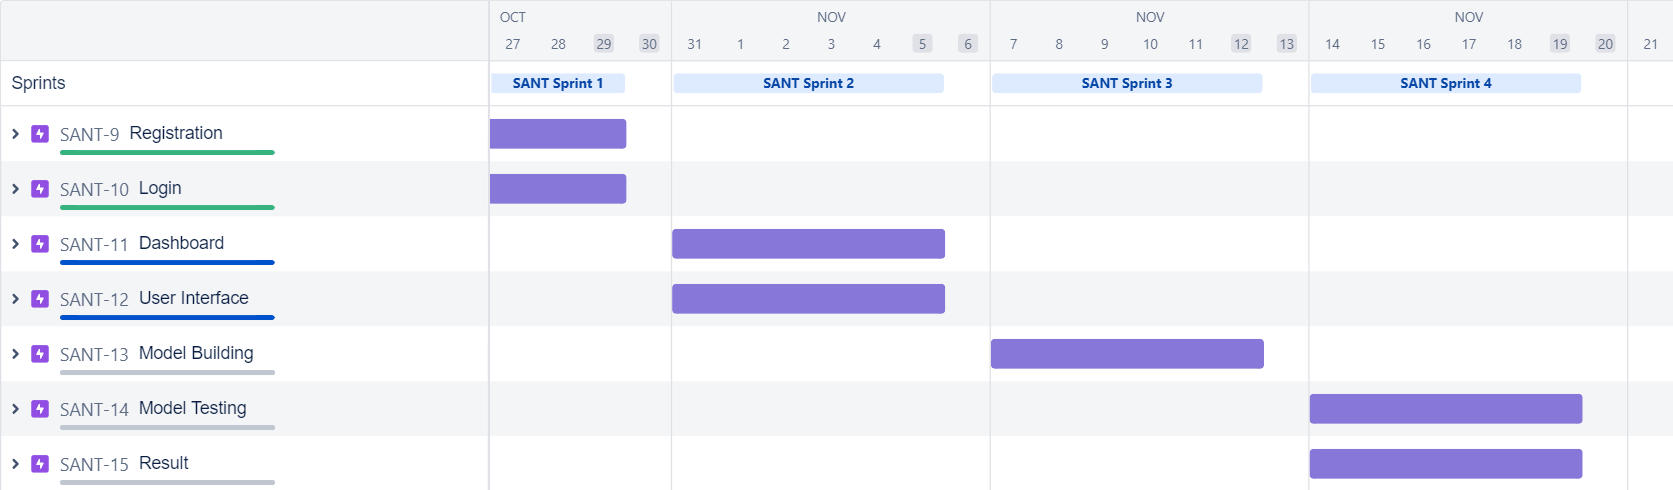 OCT NOV NOV NOV
27 28 29 30 31 1 2 3 4 5 6 7 8 9 10 11 12 13 14 15 16 17 18 19 20 21
Sprints SANT Sprint 1 SANT Sprint 2 SANT Sprint 3 SANT Sprint 4
SANT-9 Registration
SANT-10 Login
SANT-11 Dashboard
SANT-12 User Interface
SANT-13 Model Building
SANT-14 Model Testing
SANT-15 Result